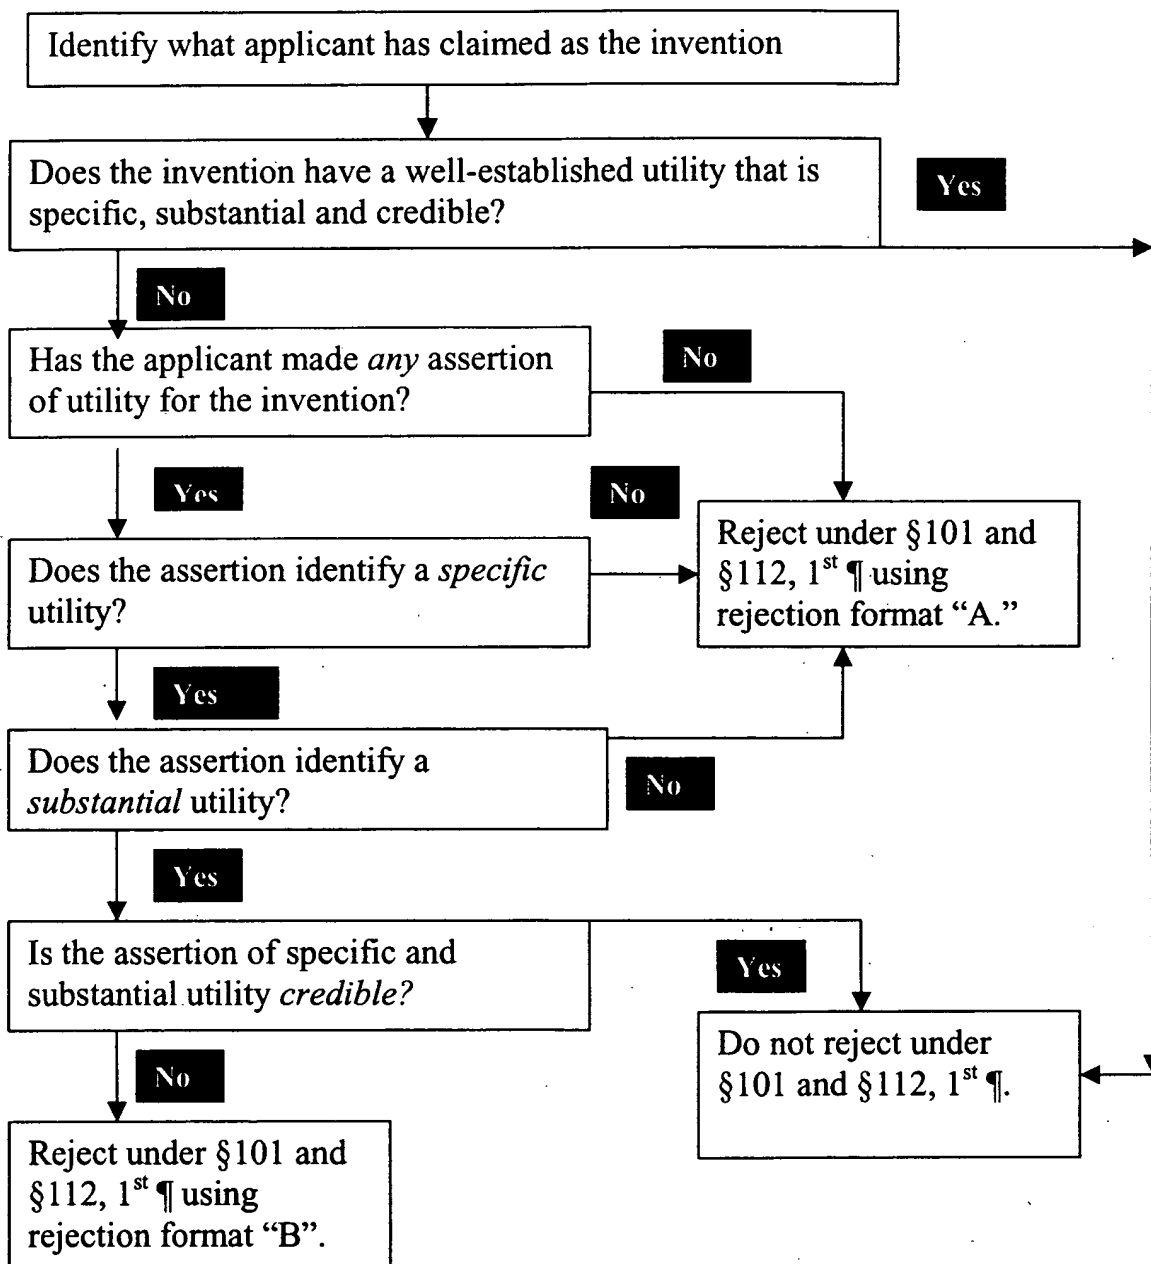 Identify what applicant has claimed as the invention
Does the invention have a well-established utility that is
specific, substantial and credible?
Yes
No
Has the applicant made any assertion
of utility for the invention?
No
Yes
No
Does the assertion identify a specific
utility?
Reject under §101 and
§112, 1st ¶ using
rejection format “A.”
Yes
Does the assertion identify a
substantial utility?
No
Yes
Is the assertion of specific and
substantial utility credible?
Yes
Do not reject under
§101 and §112, 1st ¶.
No
Reject under §101 and
§112, 1st ¶ using
rejection format “B”.